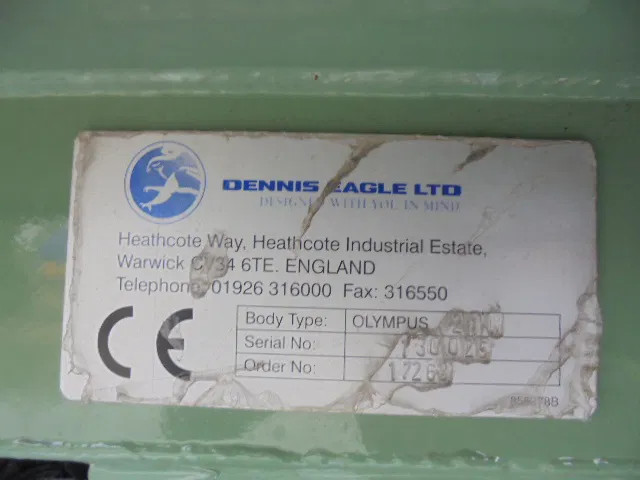 DENNIS EAGLE LTD
DESIGNED WITH YOU IN MIND
Heathcote Way, Heathcote Industrial Estate,
Warwick CV34 6TE. ENGLAND
Telephone: 01926 316000 Fax: 316550
CE
Body Type: OLYMPUS
Serial No:
Order No: